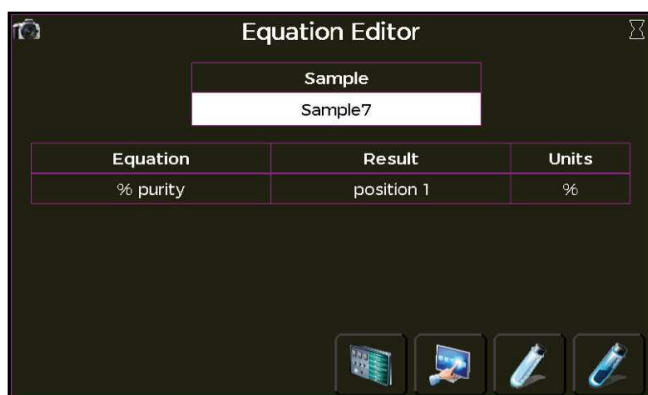 Equation Editor
Sample
Sample7
Equation Result Units
% purity position 1 %